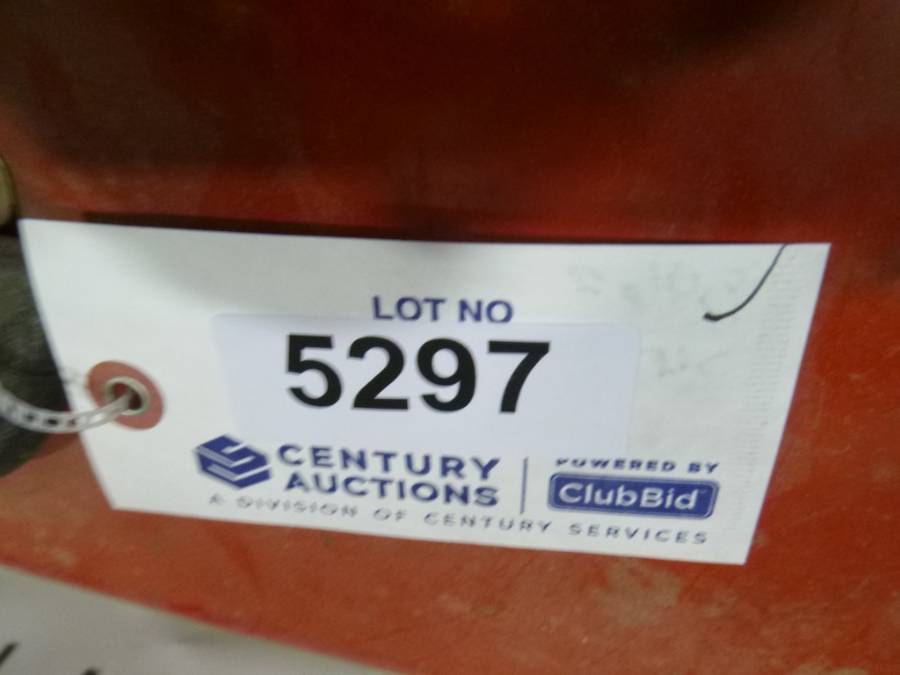 LOT NO
5297
CENTURY
AUCTIONS
A DIVISION OF CENTURY SERVICES
POWERED BY
ClubBid